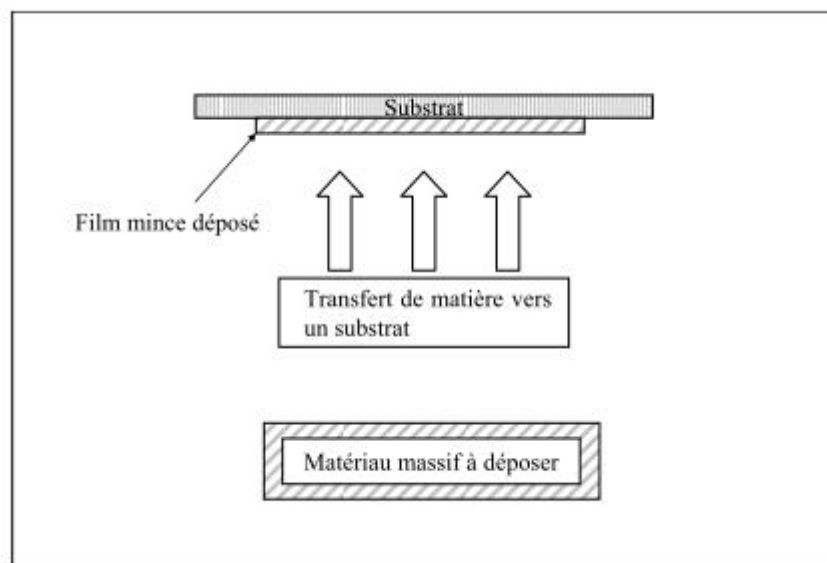 Substrat
Film mince déposé
Transfert de matière vers
un substrat
Matériau massif à déposer